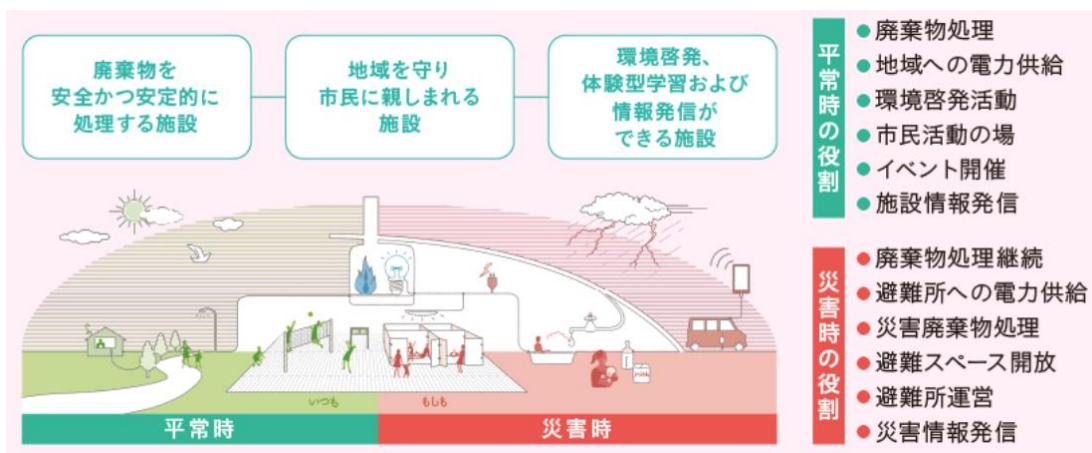 廃棄物を
安全かつ安定的に
処理する施設
地域を守り
市民に親しまれる
施設
環境啓発、
体験型学習および
情報発信が
できる施設
いつも
もしも
平常時
災害時
平常時の役割
●廃棄物処理
●地域への電力供給
●環境啓発活動
●市民活動の場
●イベント開催
●施設情報発信
災害時の役割
●廃棄物処理継続
●避難所への電力供給
●災害廃棄物処理
●避難スペース開放
●避難所運営
●災害情報発信